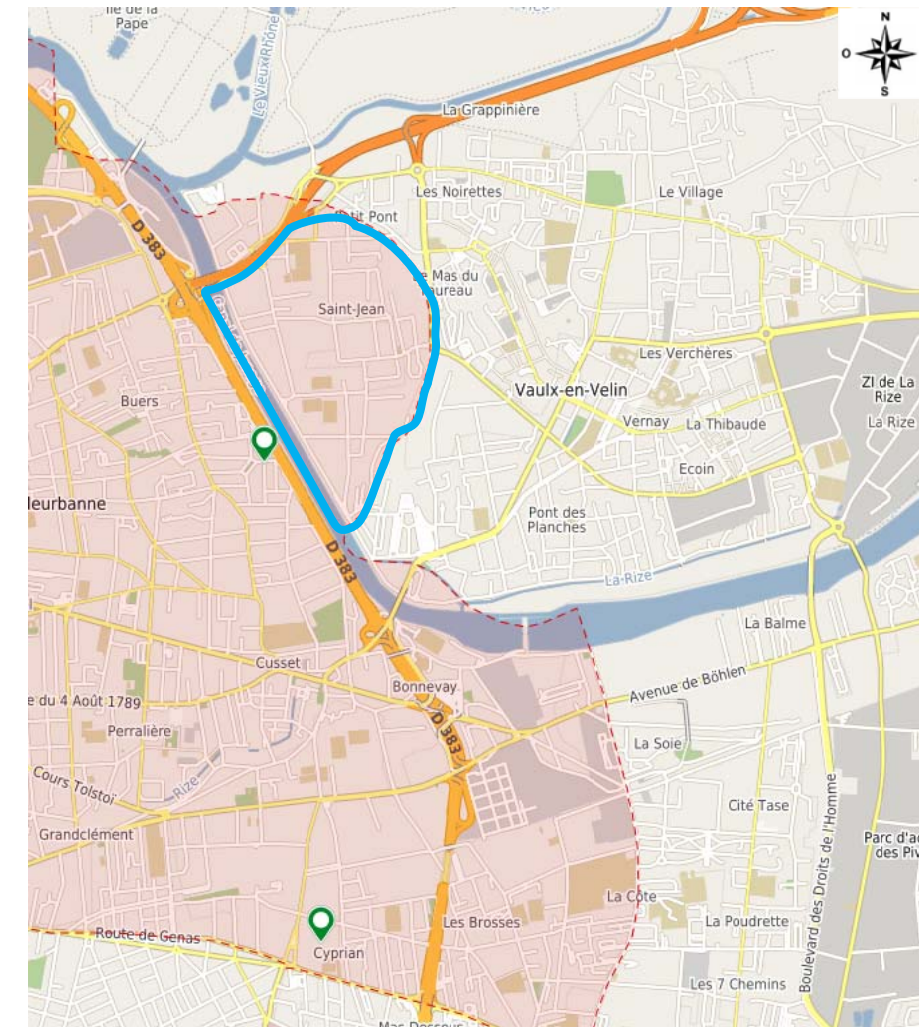 Île de la
Pape
Le Vieux Rhône
N
O
E
S
La Grappinière
Les Noirettes
Le Village
Petit Pont
D 383
Le Mas du
Taureau
Saint-Jean
Les Verchères
ZI de La
Rize
La Rize
Buers
Vaulx-en-Velin
Vernay
La Thibaude
Ecoin
leurbanne
Pont des
Planches
D 383
La Rize
La Balme
Cusset
Bonnevay
Avenue de Böhlen
e du 4 Août 1789
Perralière
D 383
La Soie
Rize
Cours Tolstoï
Cité Tase
Grandclément
Boulevard des Droits de l'Homme
Parc d'ac
des Piv
La Côte
Les Brosses
La Poudrette
Route de Genas
Cyprian
Les 7 Chemins